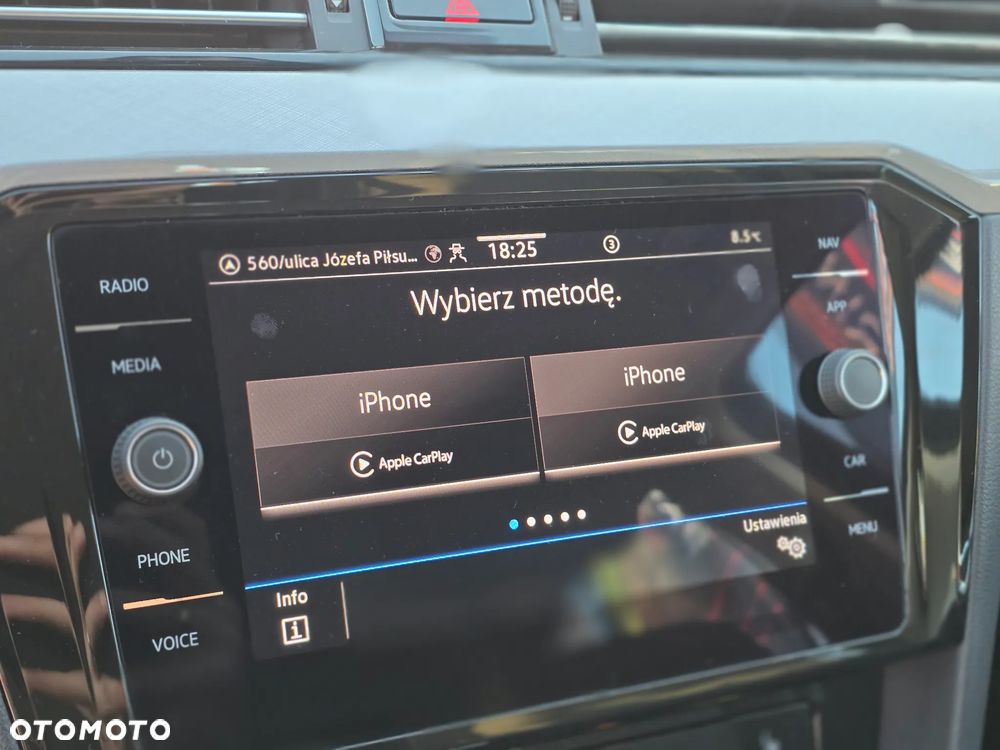 560/ulica Józefa Piłsu... 18:25 3 8.5°C
Wybierz metodę.
RADIO
MEDIA
PHONE
VOICE
iPhone
Apple CarPlay
iPhone
Apple CarPlay
Ustawienia
Info
i
NAV
APP
CAR
MENU
OTOMOTO